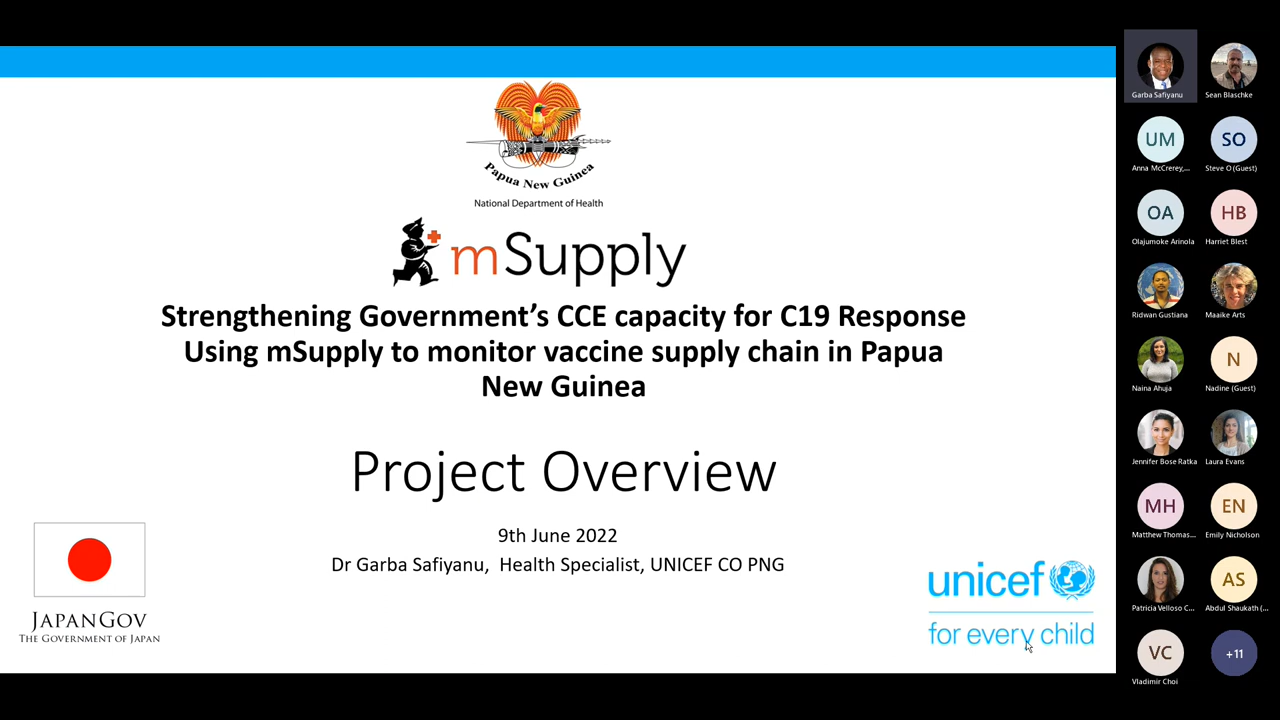 Papua New Guinea
National Department of Health
mSupply
Strengthening Government's CCE capacity for C19 Response
Using mSupply to monitor vaccine supply chain in Papua
New Guinea
Project Overview
9th June 2022
Dr Garba Safiyanu, Health Specialist, UNICEF CO PNG
JAPANGOV
THE GOVERNMENT OF JAPAN
unicef
for every child
Garba Safiyanu
Sean Blaschke
UM
Anna McCrerey,...
SO
Steve O (Guest)
OA
Olajumoke Arinola
HB
Harriet Blest
Ridwan Gustiana
Maaike Arts
Naina Ahuja
N
Nadine (Guest)
Jennifer Bose Ratka
Laura Evans
MH
Matthew Thomas...
EN
Emily Nicholson
Patricia Velloso C...
AS
Abdul Shaukath (...
VC
Vladimir Choi
+11